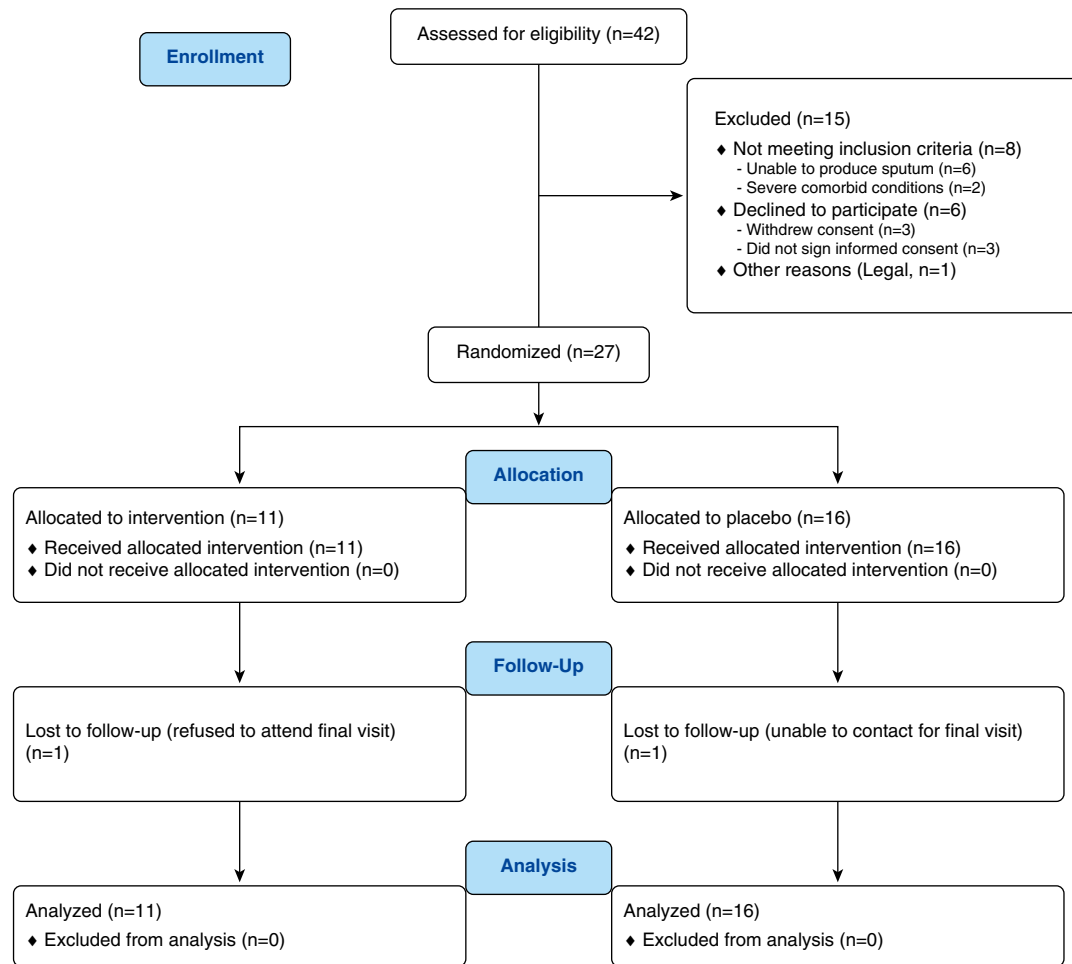 Assessed for eligibility (n=42)
Enrollment
Excluded (n=15)
♦ Not meeting inclusion criteria (n=8)
- Unable to produce sputum (n=6)
- Severe comorbid conditions (n=2)
♦ Declined to participate (n=6)
- Withdrew consent (n=3)
- Did not sign informed consent (n=3)
♦ Other reasons (Legal, n=1)
Randomized (n=27)
Allocation
Allocated to intervention (n=11)
♦ Received allocated intervention (n=11)
♦ Did not receive allocated intervention (n=0)
Allocated to placebo (n=16)
♦ Received allocated intervention (n=16)
♦ Did not receive allocated intervention (n=0)
Follow-Up
Lost to follow-up (refused to attend final visit)
(n=1)
Lost to follow-up (unable to contact for final visit)
(n=1)
Analysis
Analyzed (n=11)
♦ Excluded from analysis (n=0)
Analyzed (n=16)
♦ Excluded from analysis (n=0)